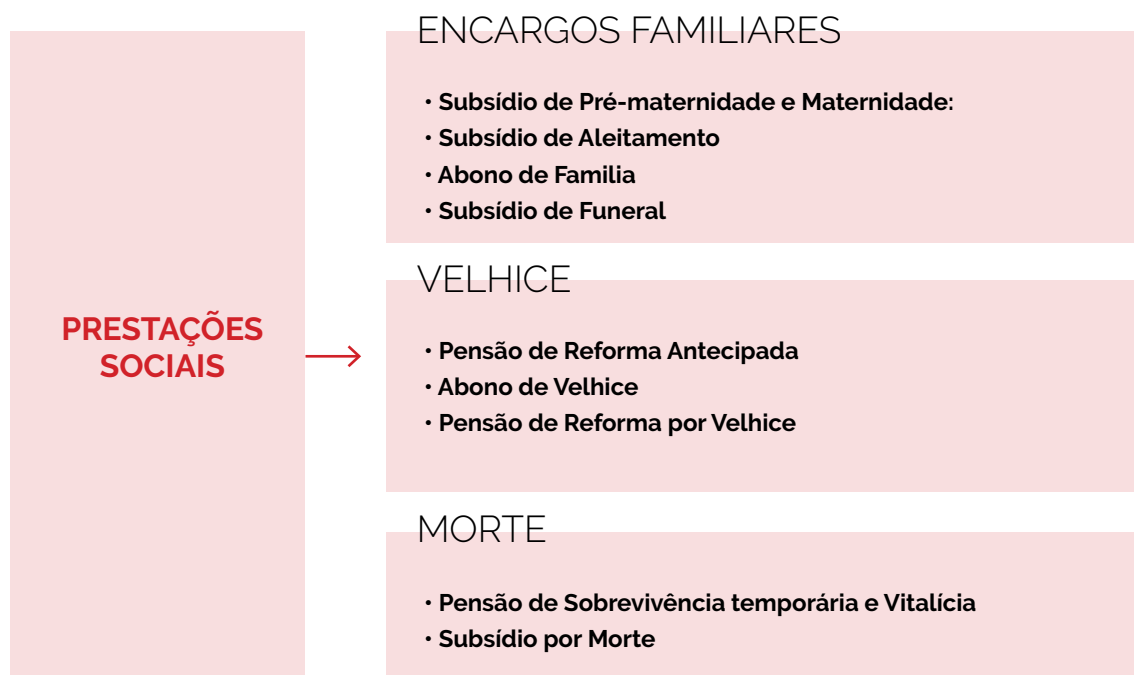 PRESTAÇÕES
SOCIAIS
ENCARGOS FAMILIARES
• Subsídio de Pré-maternidade e Maternidade:
• Subsídio de Aleitamento
• Abono de Familia
• Subsídio de Funeral
VELHICE
• Pensão de Reforma Antecipada
• Abono de Velhice
• Pensão de Reforma por Velhice
MORTE
• Pensão de Sobrevivência temporária e Vitalícia
• Subsídio por Morte